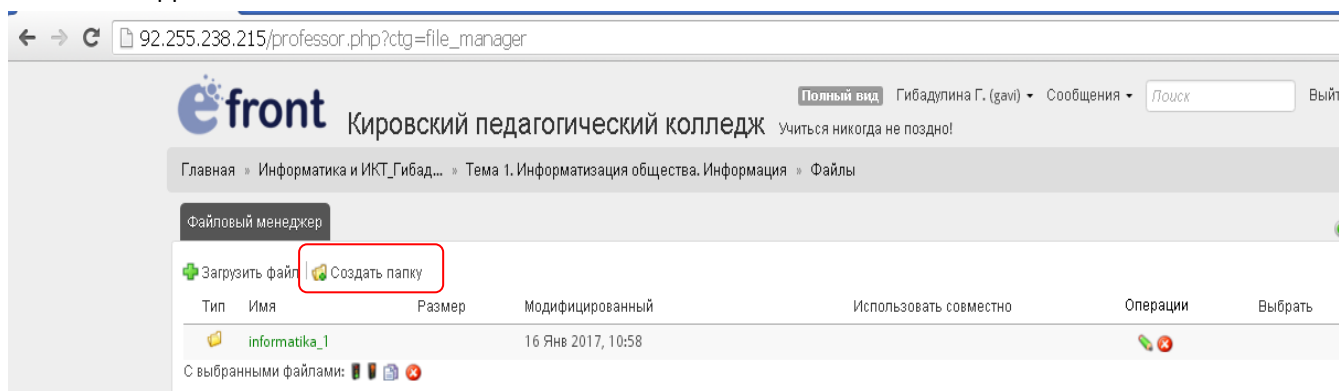 92.255.238.215/professor.php?ctg=file_manager
Полный вид Гибадулина Г. (gavi) Сообщения Поиск Выйт
efront Кировский педагогический колледж Учиться никогда не поздно!
Главная » Информатика и ИКТ_Гибад... » Тема 1. Информатизация общества. Информация » Файлы
Файловый менеджер
Загрузить файл Создать папку
Тип Имя Размер Модифицированный Использовать совместно Операции Выбрать
informatika_1 16 Янв 2017, 10:58
С выбранными файлами: